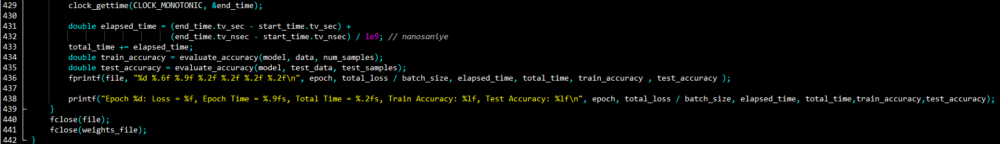 429 clock_gettime(CLOCK_MONOTONIC, &end_time);
430
431 double elapsed_time = (end_time.tv_sec - start_time.tv_sec) +
432 (end_time.tv_nsec - start_time.tv_nsec) / 1e9; // nanosaniye
433 total_time += elapsed_time;
434 double train_accuracy = evaluate_accuracy(model, data, num_samples);
435 double test_accuracy = evaluate_accuracy(model, test_data, test_samples);
436 fprintf(file, "%d %.6f %.9f %.2f %.2f %.2f %.2f\n", epoch, total_loss / batch_size, elapsed_time, total_time, train_accuracy , test_accuracy );
437
438 printf("Epoch %d: Loss = %f, Epoch Time = %.9fs, Total Time = %.2fs, Train Accuracy: %lf, Test Accuracy: %lf\n", epoch, total_loss / batch_size, elapsed_time, total_time,train_accuracy,test_accuracy);
439 }
440 fclose(file);
441 fclose(weights_file);
442 }